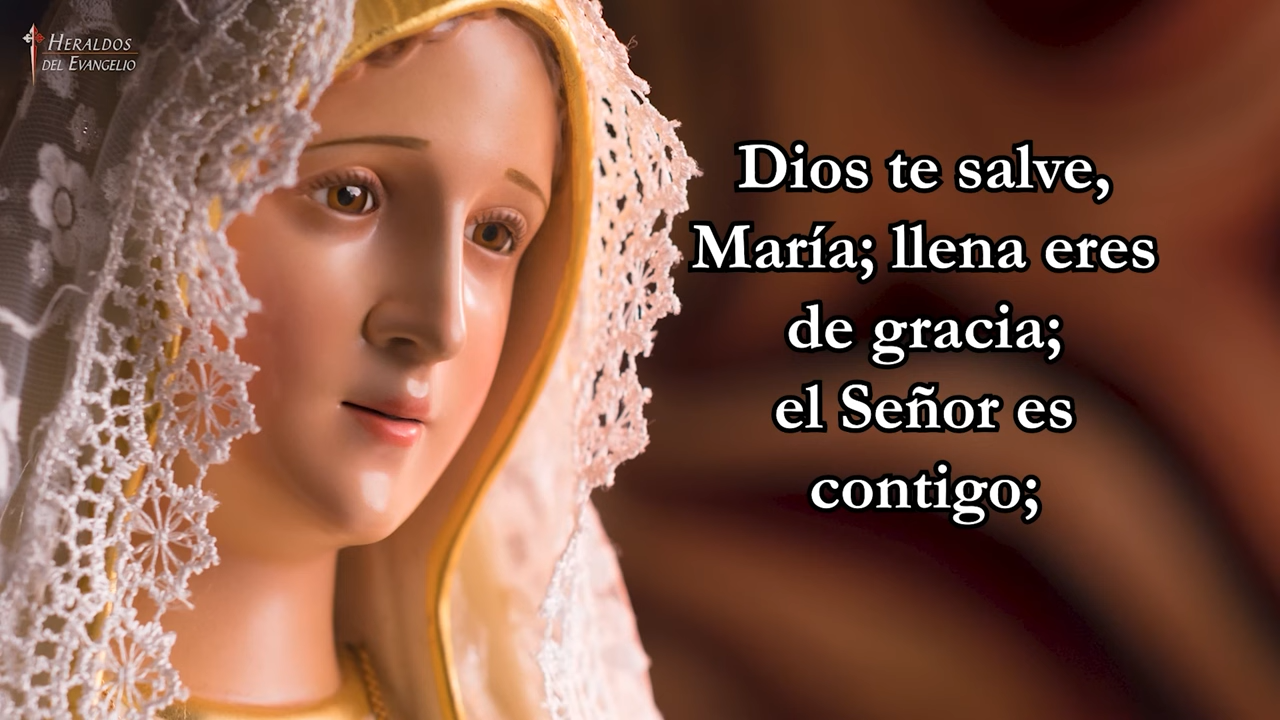 HERALDOS
DEL EVANGELIO
Dios te salve,
María; llena eres
de gracia;
el Señor es
contigo;